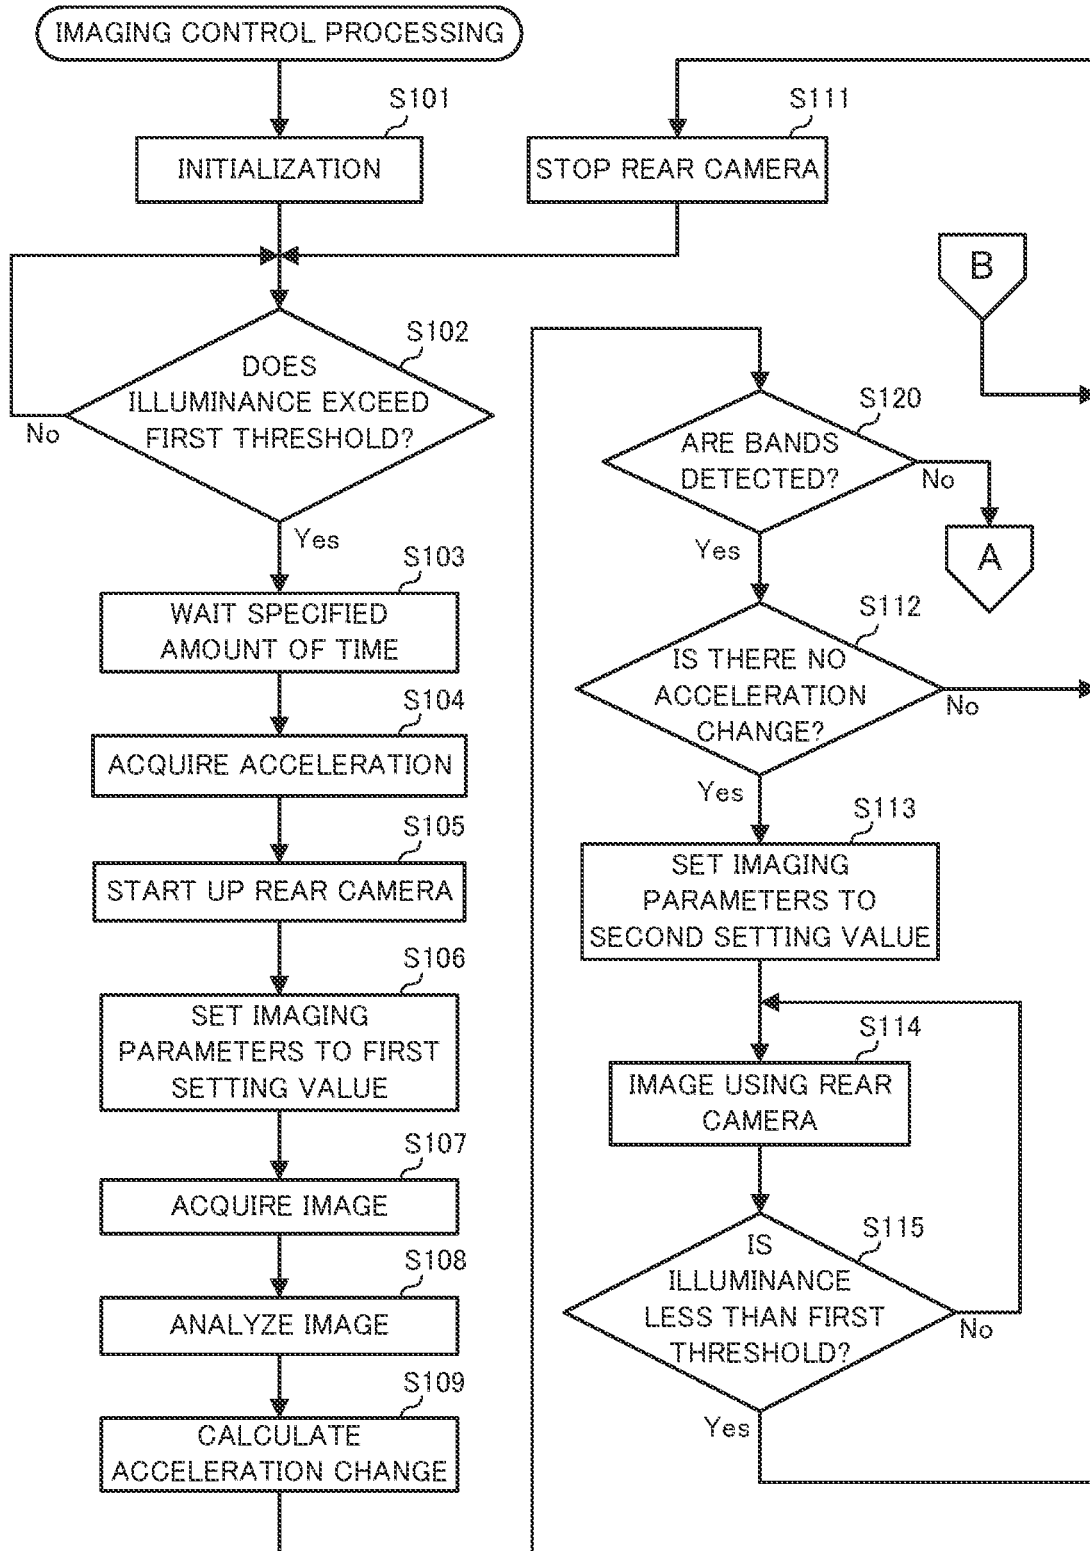 IMAGING CONTROL PROCESSING
S101
INITIALIZATION
S102
DOES
ILLUMINANCE EXCEED
FIRST THRESHOLD?
No
Yes
S103
WAIT SPECIFIED
AMOUNT OF TIME
S104
ACQUIRE ACCELERATION
S105
START UP REAR CAMERA
S106
SET IMAGING
PARAMETERS TO FIRST
SETTING VALUE
S107
ACQUIRE IMAGE
S108
ANALYZE IMAGE
S109
CALCULATE
ACCELERATION CHANGE
S111
STOP REAR CAMERA
B
S120
ARE BANDS
DETECTED?
No
Yes
A
S112
IS THERE NO
ACCELERATION
CHANGE?
No
Yes
S113
SET IMAGING
PARAMETERS TO
SECOND SETTING VALUE
S114
IMAGE USING REAR
CAMERA
S115
IS
ILLUMINANCE
LESS THAN FIRST
THRESHOLD?
No
Yes